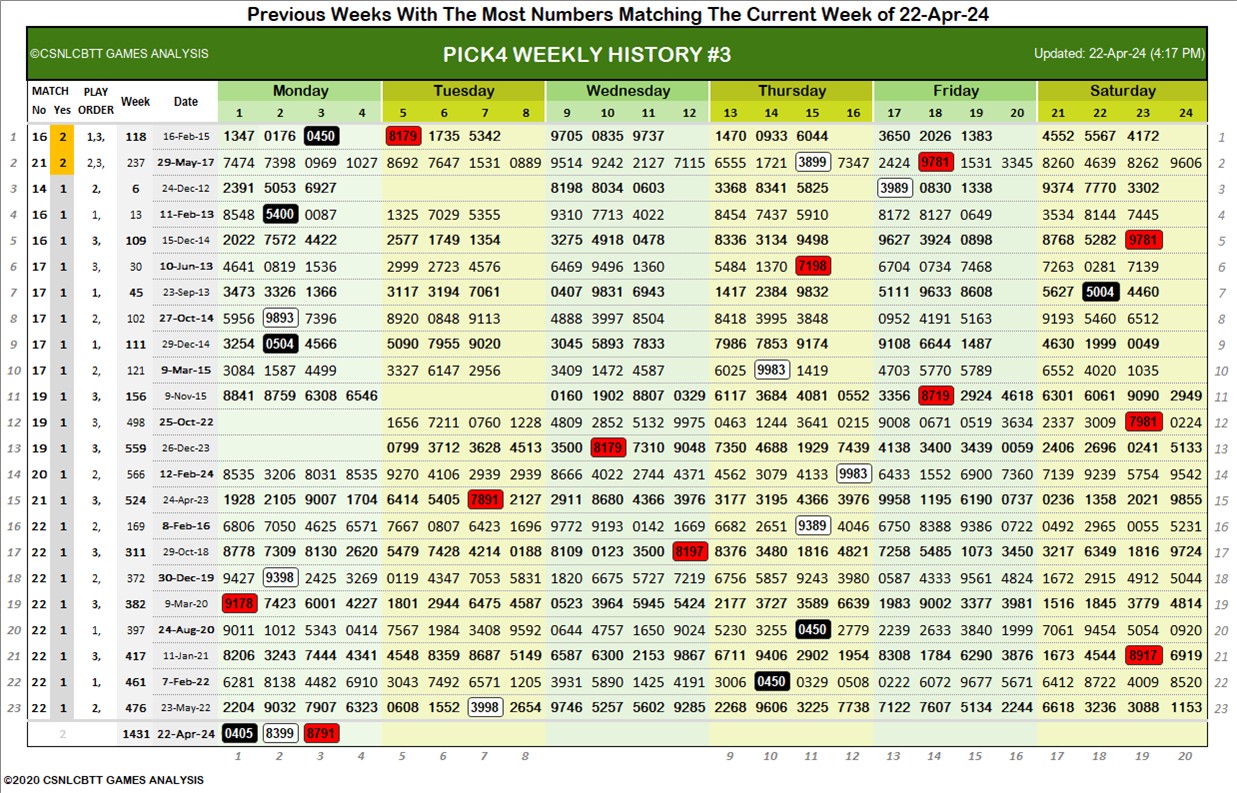 Previous Weeks With The Most Numbers Matching The Current Week of 22-Apr-24
©CSNLCBTT GAMES ANALYSIS PICK4 WEEKLY HISTORY #3 Updated: 22-Apr-24 (4:17 PM)
MATCH PLAY Week Date Monday Tuesday Wednesday Thursday Friday Saturday
No Yes ORDER 1 2 3 4 5 6 7 8 9 10 11 12 13 14 15 16 17 18 19 20 21 22 23 24
1 16 2 1,3, 118 16-Feb-15 1347 0176 0450 8179 1735 5342 9705 0835 9737 1470 0933 6044 3650 2026 1383 4552 5567 4172 1
2 21 2 2,3, 237 29-May-17 7474 7398 0969 1027 8692 7647 1531 0889 9514 9242 2127 7115 6555 1721 3899 7347 2424 9781 1531 3345 8260 4639 8262 9606 2
3 14 1 2, 6 24-Dec-12 2391 5053 6927 8198 8034 0603 3368 8341 5825 3989 0830 1338 9374 7770 3302 3
4 16 1 1, 13 11-Feb-13 8548 5400 0087 1325 7029 5355 9310 7713 4022 8454 7437 5910 8172 8127 0649 3534 8144 7445 4
5 16 1 3, 109 15-Dec-14 2022 7572 4422 2577 1749 1354 3275 4918 0478 8336 3134 9498 9627 3924 0898 8768 5282 9781 5
6 17 1 3, 30 10-Jun-13 4641 0819 1536 2999 2723 4576 6469 9496 1360 5484 1370 7198 6704 0734 7468 7263 0281 7139 6
7 17 1 1, 45 23-Sep-13 3473 3326 1366 3117 3194 7061 0407 9831 6943 1417 2384 9832 5111 9633 8608 5627 5004 4460 7
8 17 1 2, 102 27-Oct-14 5956 9893 7396 8920 0848 9113 4888 3997 8504 8418 3995 3848 0952 4191 5163 9193 5460 6512 8
9 17 1 1, 111 29-Dec-14 3254 0504 4566 5090 7955 9020 3045 5893 7833 7986 7853 9174 9108 6644 1487 4630 1999 0049 9
10 17 1 2, 121 9-Mar-15 3084 1587 4499 3327 6147 2956 3409 1472 4587 6025 9983 1419 4703 5770 5789 6552 4020 1035 10
11 19 1 3, 156 9-Nov-15 8841 8759 6308 6546 0160 1902 8807 0329 6117 3684 4081 0552 3356 8719 2924 4618 6301 6061 9090 2949 11
12 19 1 3, 498 25-Oct-22 1656 7211 0760 1228 4809 2855 5132 9975 0463 1244 3641 0215 9008 0671 0519 3634 2337 3009 7981 0224 12
13 19 1 3, 559 26-Dec-23 0799 3712 3628 4513 3500 8179 7310 9048 7350 4688 1929 7439 4138 3400 3439 0059 2406 2696 0241 5133 13
14 20 1 2, 566 12-Feb-24 8535 3206 8031 8535 9270 4106 2939 2939 8666 4022 2744 4371 4562 3079 4133 9983 6433 1552 6900 7360 7139 9239 5754 9542 14
15 21 1 3, 524 24-Apr-23 1928 2105 9007 1704 6414 5405 7891 2127 2911 8680 4366 3976 3177 3195 4366 3976 9958 1195 6190 0737 0236 1358 2021 9855 15
16 22 1 2, 169 8-Feb-16 6806 7050 4625 6571 7667 0807 6423 1696 9772 9193 0142 1669 6682 2651 9389 4046 6750 8388 9386 0722 0492 2965 0055 5231 16
17 22 1 3, 311 29-Oct-18 8778 7309 8130 2620 5479 7428 4214 0188 8109 0123 3500 8197 8376 3480 1816 4821 7258 5485 1073 3450 3217 6349 1816 9724 17
18 22 1 2, 372 30-Dec-19 9427 9398 2425 3269 0119 4347 7053 5831 1820 6675 5727 7219 6756 5857 9243 3980 0587 4333 9561 4824 1672 2915 4912 5044 18
19 22 1 3, 382 9-Mar-20 9178 7423 6001 4227 1801 2944 6475 4587 0523 3964 5945 5424 2177 3727 3589 6639 1983 9002 3377 3981 1516 1845 3779 4814 19
20 22 1 1, 397 24-Aug-20 9011 1012 5343 0414 7567 1984 3408 9592 0644 4757 1650 9024 5230 3255 0450 2779 2239 2633 3840 1999 7061 9454 5054 0920 20
21 22 1 3, 417 11-Jan-21 8206 3243 7444 4341 4548 8359 8687 5149 6587 6300 2153 9867 6711 9406 2902 1954 8308 1784 6290 3876 1673 4544 8917 6919 21
22 22 1 1, 461 7-Feb-22 6281 8138 4482 6910 3043 7492 6571 1205 3931 5890 1425 4191 3006 0450 0329 0508 0222 6072 9677 5671 6412 8722 4009 8520 22
23 22 1 2, 476 23-May-22 2204 9032 7907 6323 0608 1552 3998 2654 9746 5257 5602 9285 2268 9606 3225 7738 7122 7607 5134 2244 6618 3236 3088 1153 23
2 1431 22-Apr-24 0405 8399 8791
1 2 3 4 5 6 7 8 9 10 11 12 13 14 15 16 17 18 19 20
©2020 CSNLCBTT GAMES ANALYSIS